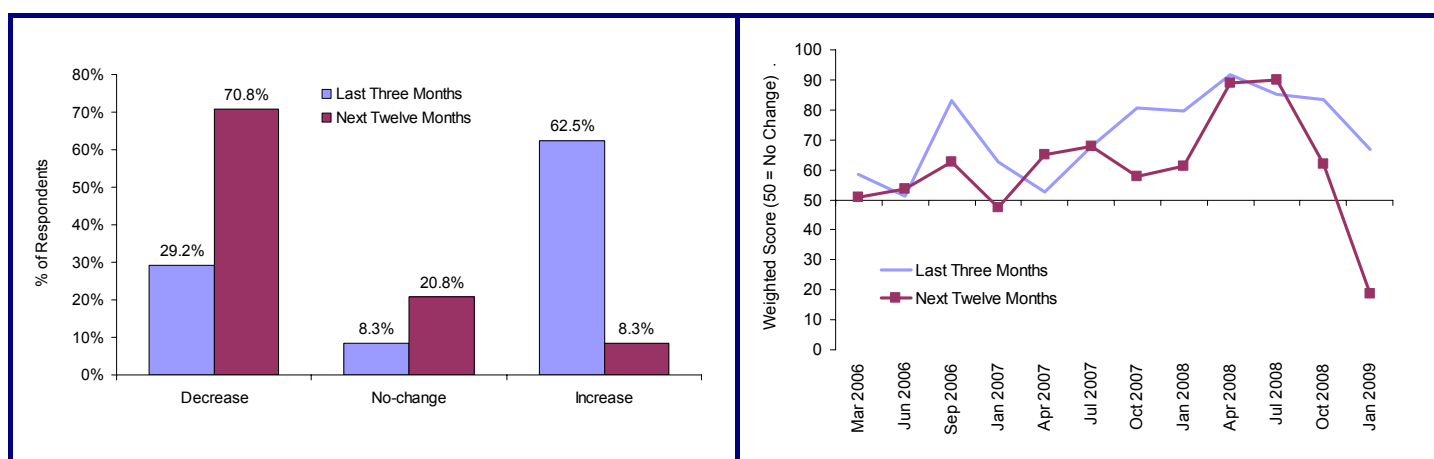 80%
70%
60%
50%
40%
30%
20%
10%
0%
% of Respondents
Last Three Months
Next Twelve Months
29.2%
70.8%
8.3%
20.8%
62.5%
8.3%
Decrease
No-change
Increase
100
90
80
70
60
50
40
30
20
10
0
Weighted Score (50 = No Change) .
Last Three Months
Next Twelve Months
Mar 2006
Jun 2006
Sep 2006
Jan 2007
Apr 2007
Jul 2007
Oct 2007
Jan 2008
Apr 2008
Jul 2008
Oct 2008
Jan 2009